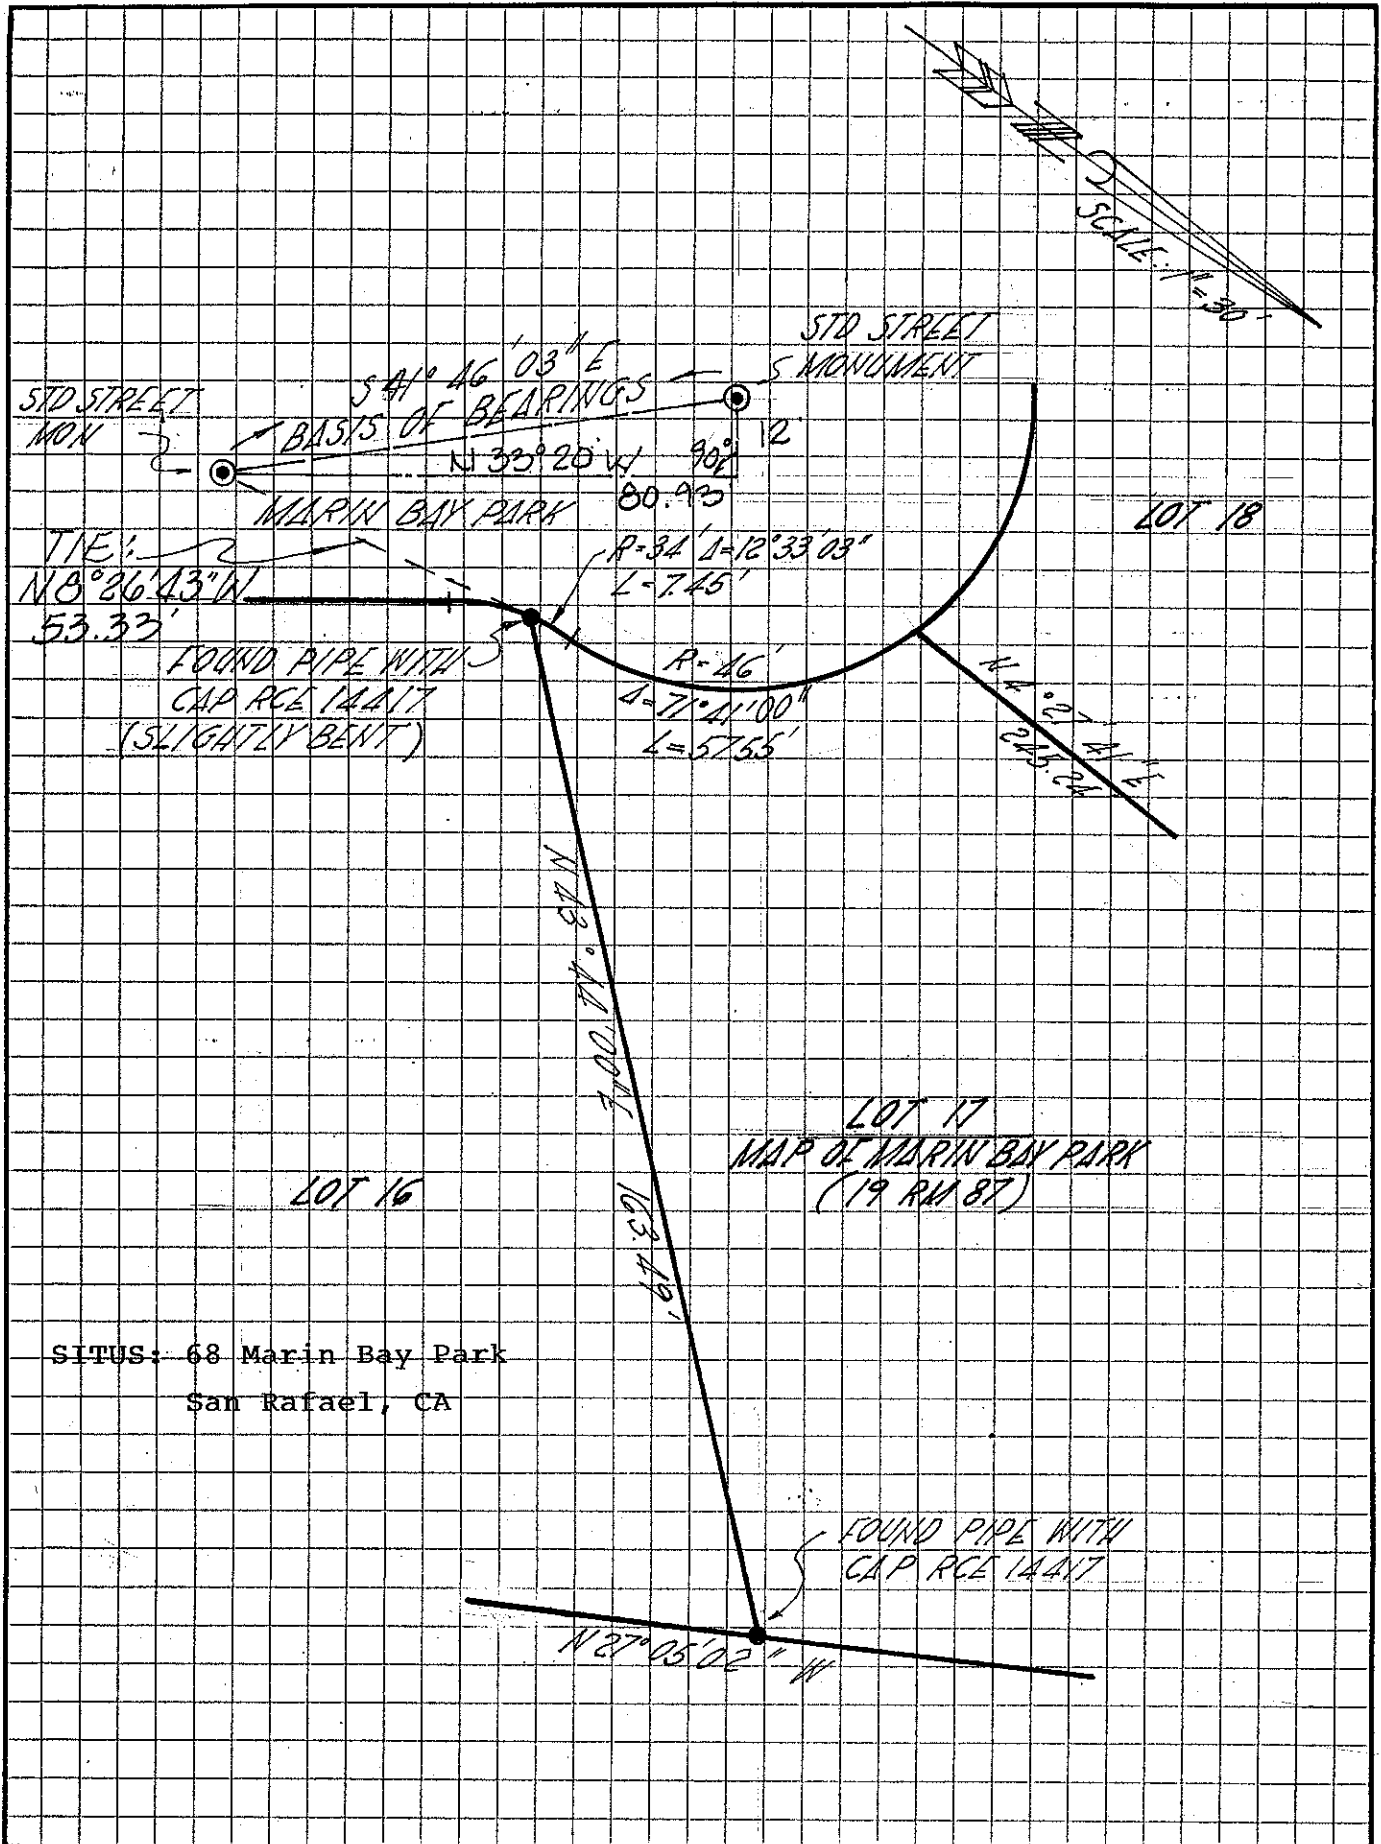 SCALE: 1"=30'
STD STREET
MONUMENT
S 41° 46' 03" E
BASIS OF BEARINGS
STD STREET
MON
12'
N 33° 20' W 90°
80.93'
MARIN BAY PARK
LOT 18
TIE:
N 8° 26' 43" W
53.33'
R=34' Δ=12° 33' 03"
L=7.45'
FOUND PIPE WITH
CAP RCE 14417
(SLIGHTLY BENT)
R=46'
Δ=71° 41' 00"
L=57.55'
N 4° 27' 41" E
245.24
N 43° 44' 00" E
163.49'
LOT 17
MAP OF MARIN BAY PARK
(19 RM 87)
LOT 16
SITUS: 68 Marin Bay Park
San Rafael, CA
FOUND PIPE WITH
CAP RCE 14417
N 27° 05' 02" W